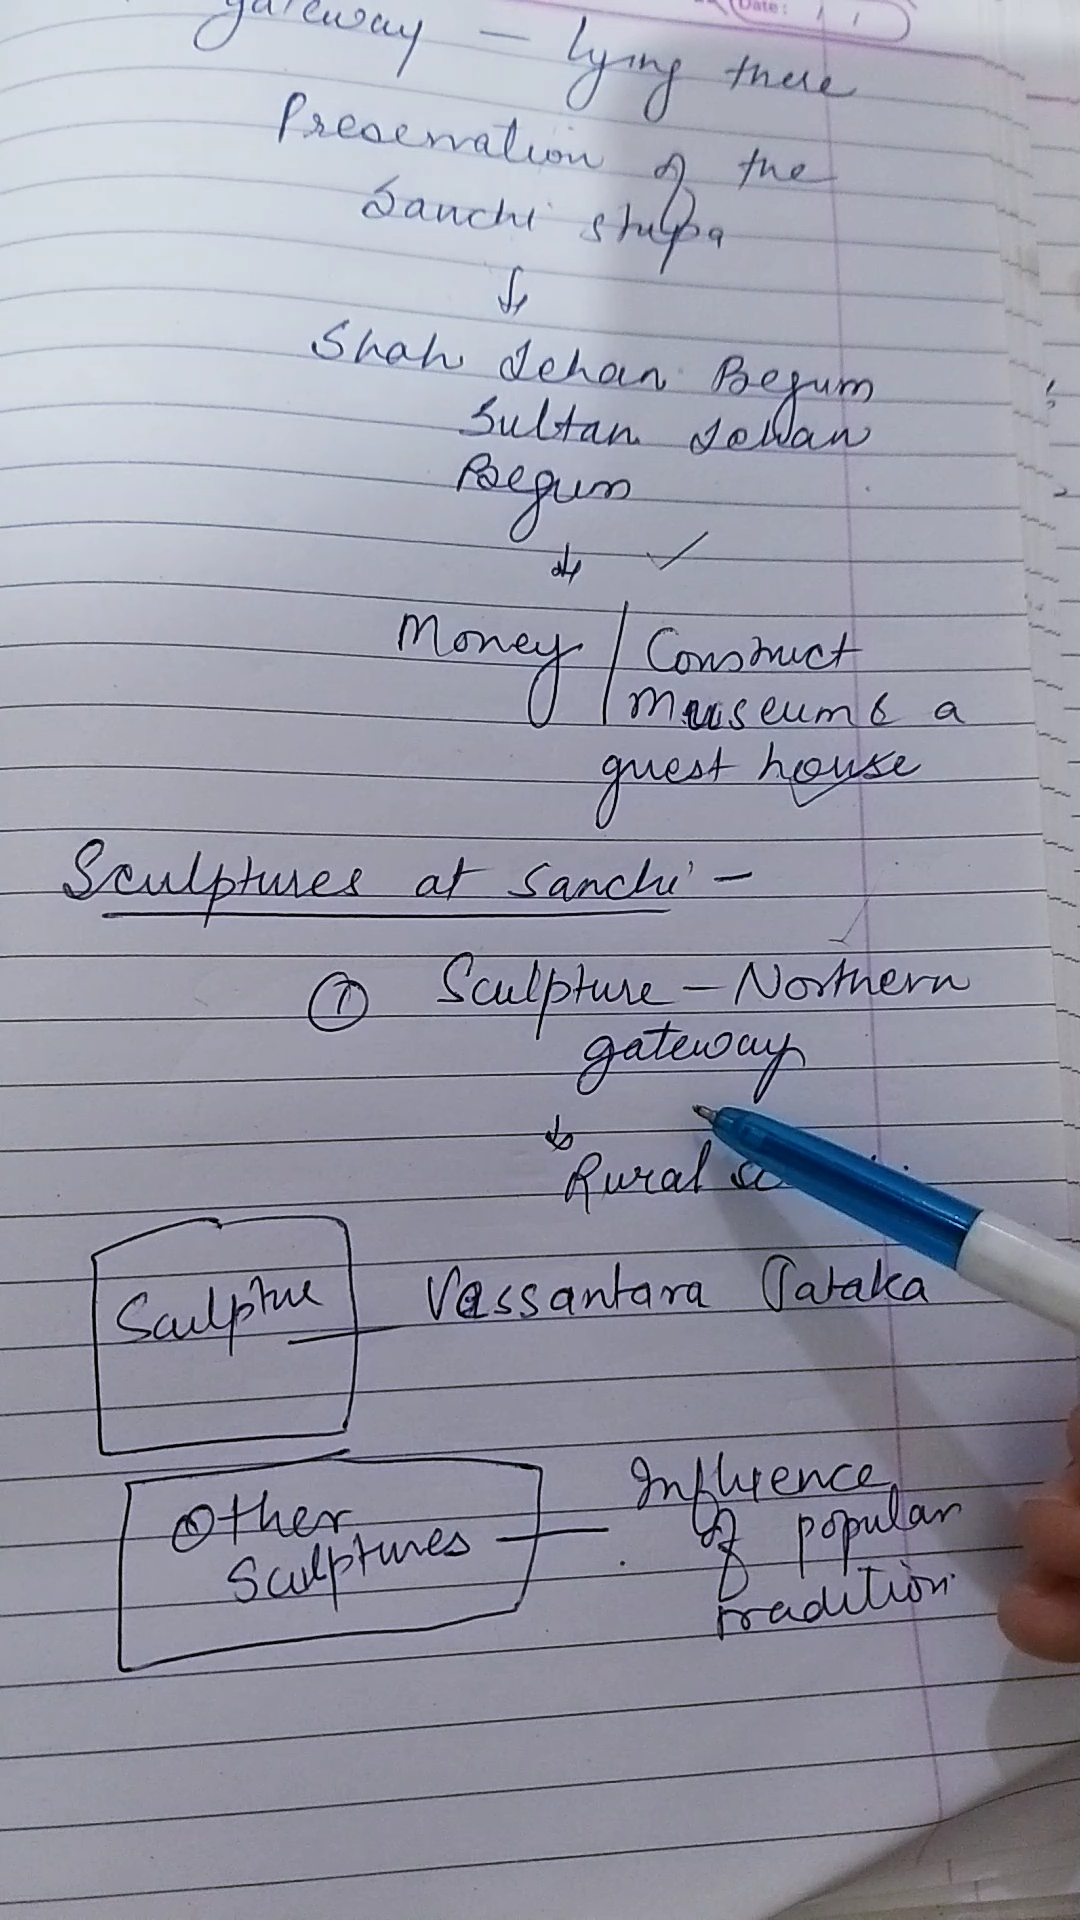 Date:
gateway – lying there
Preservation of the
Sanchi stupa
Shah Jehan Begum
Sultan Jehan
Begum
Money / Construct
Museum & a
guest house
Sculptures at Sanchi –
① Sculpture – Northern
gateway
Rural
Sculpture — Vessantara Jataka
Other
Sculptures — Influence
of popular
tradition